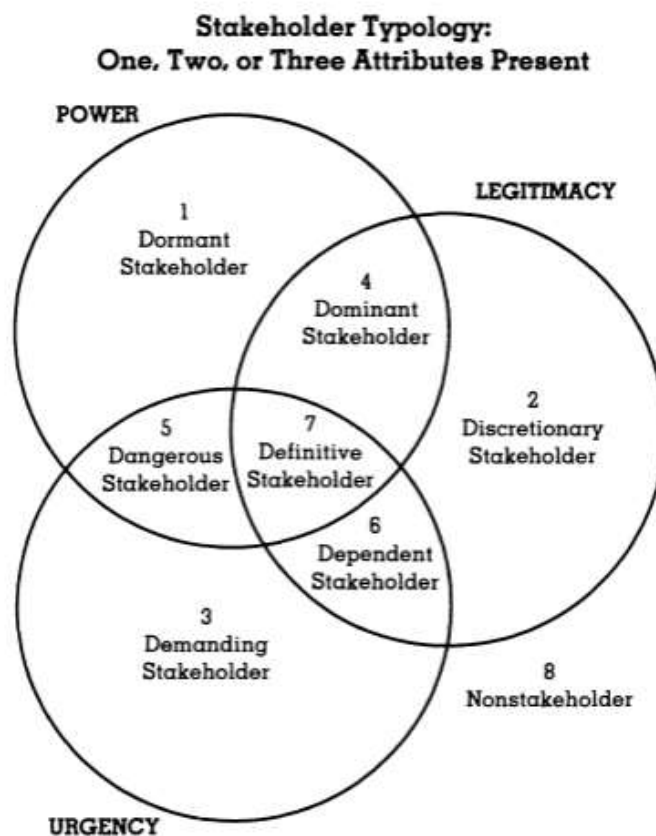 Stakeholder Typology:
One, Two, or Three Attributes Present
POWER
LEGITIMACY
1
Dormant
Stakeholder
4
Dominant
Stakeholder
2
Discretionary
Stakeholder
5
Dangerous
Stakeholder
7
Definitive
Stakeholder
6
Dependent
Stakeholder
3
Demanding
Stakeholder
8
Nonstakeholder
URGENCY